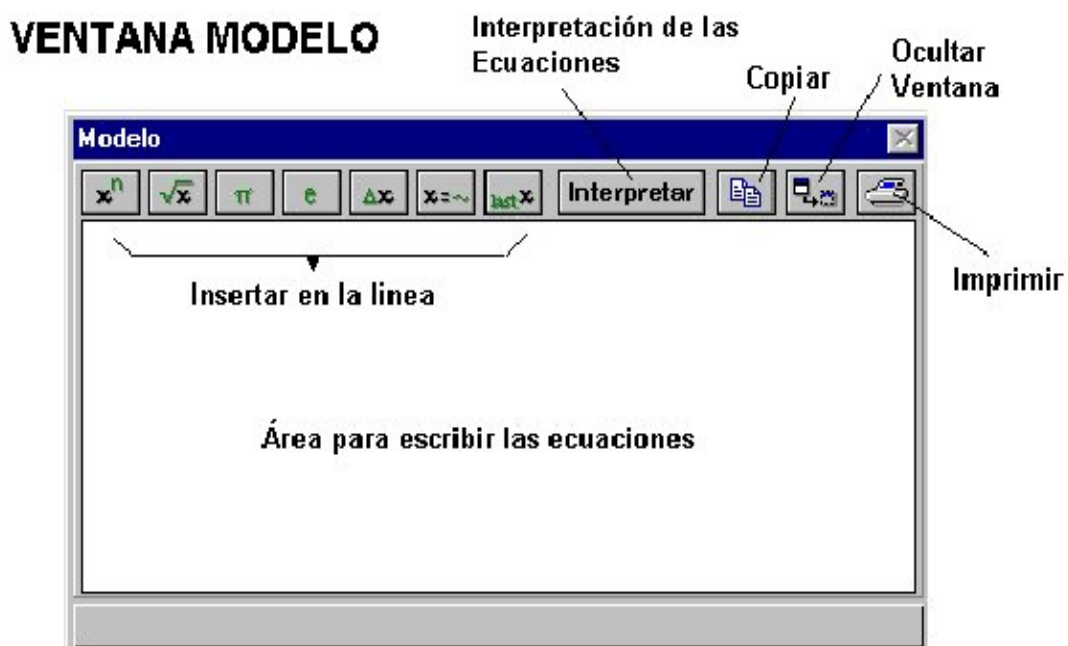 VENTANA MODELO
Interpretación de las
Ecuaciones
Copiar
Ocultar
Ventana
Modelo
xⁿ √x π e Δx x=~ last x Interpretar
Insertar en la linea
Imprimir
Área para escribir las ecuaciones